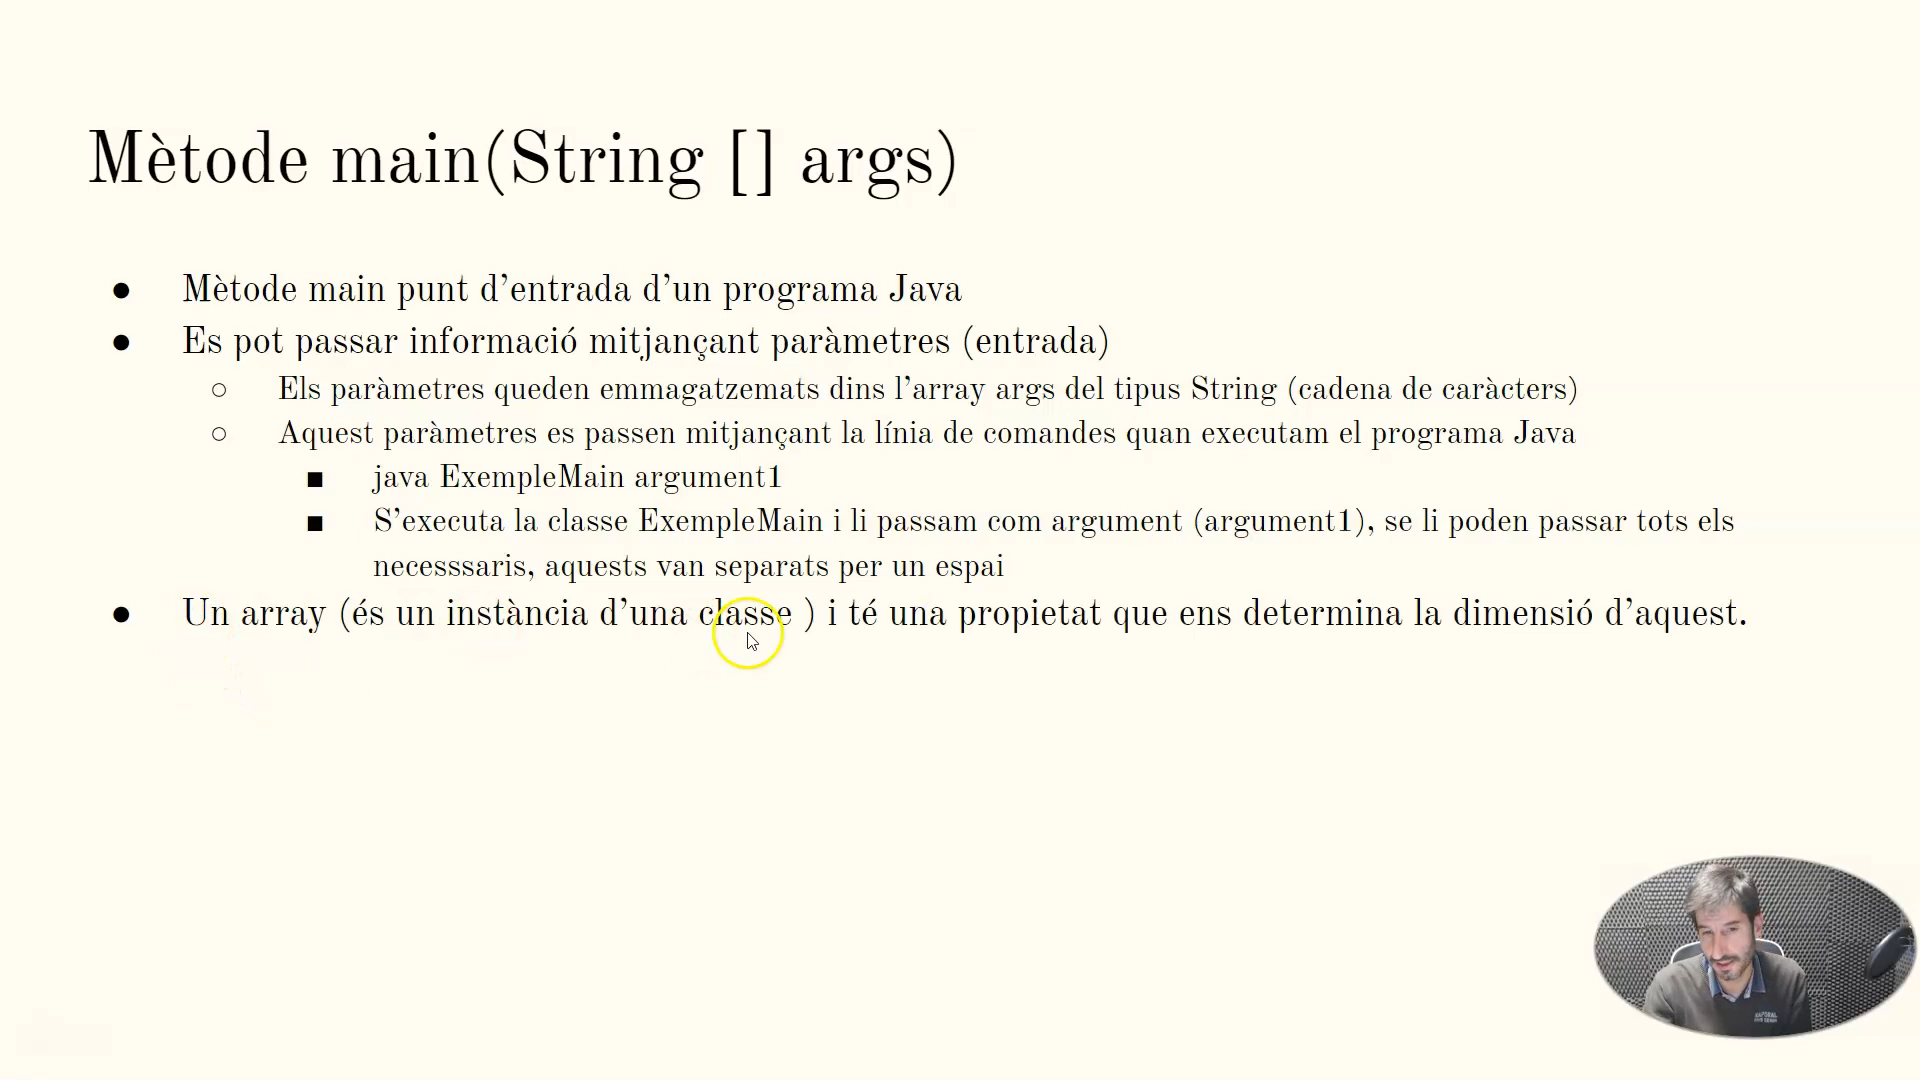 Mètode main(String [] args)
● Mètode main punt d’entrada d’un programa Java
● Es pot passar informació mitjançant paràmetres (entrada)
○ Els paràmetres queden emmagatzemats dins l’array args del tipus String (cadena de caràcters)
○ Aquest paràmetres es passen mitjançant la línia de comandes quan executam el programa Java
■ java ExempleMain argument1
■ S’executa la classe ExempleMain i li passam com argument (argument1), se li poden passar tots els
necesssaris, aquests van separats per un espai
● Un array (és un instància d’una classe ) i té una propietat que ens determina la dimensió d’aquest.